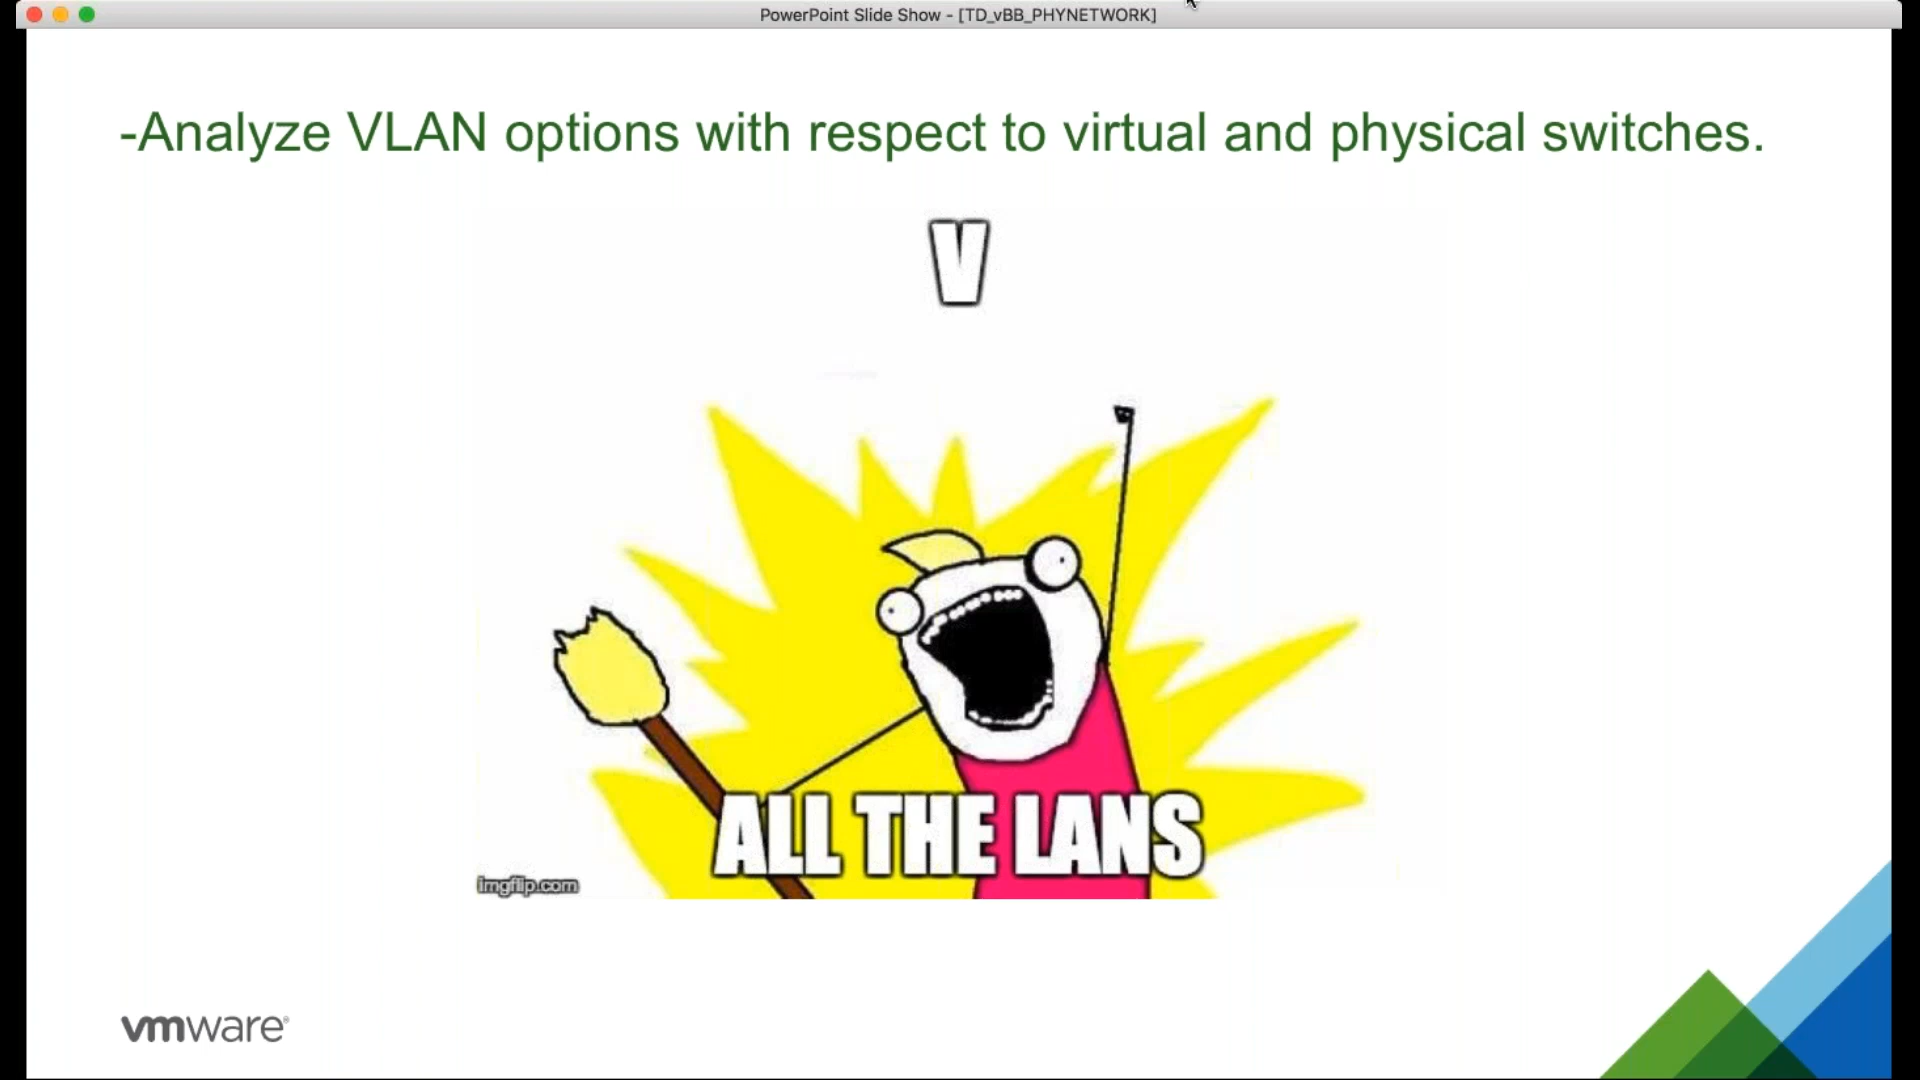 PowerPoint Slide Show - [TD_vBB_PHYNETWORK]
-Analyze VLAN options with respect to virtual and physical switches.
V
ALL THE LANS
imgflip.com
vmware®